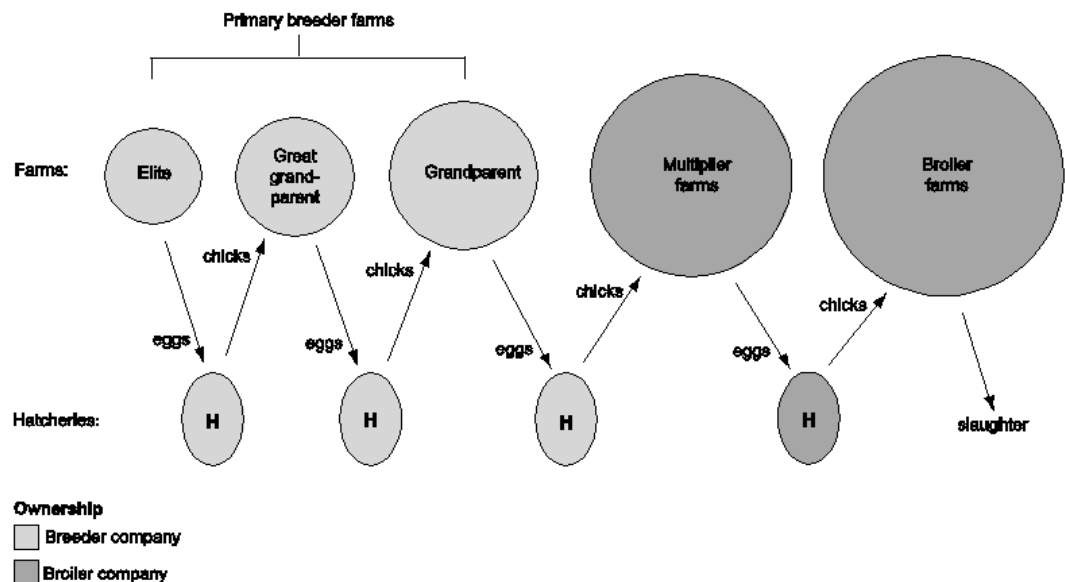 Primary breeder farms
Farms:
Elite
Great
grand-
parent
Grandparent
Multiplier
farms
Broiler
farms
chicks
chicks
chicks
chicks
eggs
eggs
eggs
eggs
Hatcheries:
H
H
H
H
slaughter
Ownership
Breeder company
Broiler company